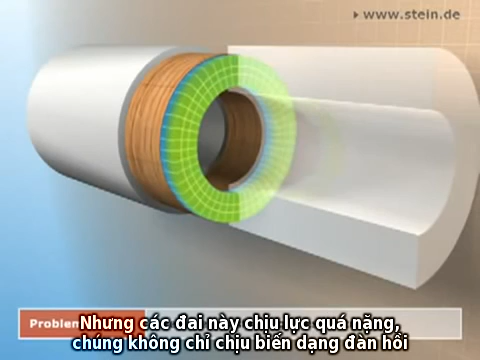 www.stein.de
Problem
Nhưng các đai này chịu lực quá nặng,
chúng không chỉ chịu biến dạng đàn hồi